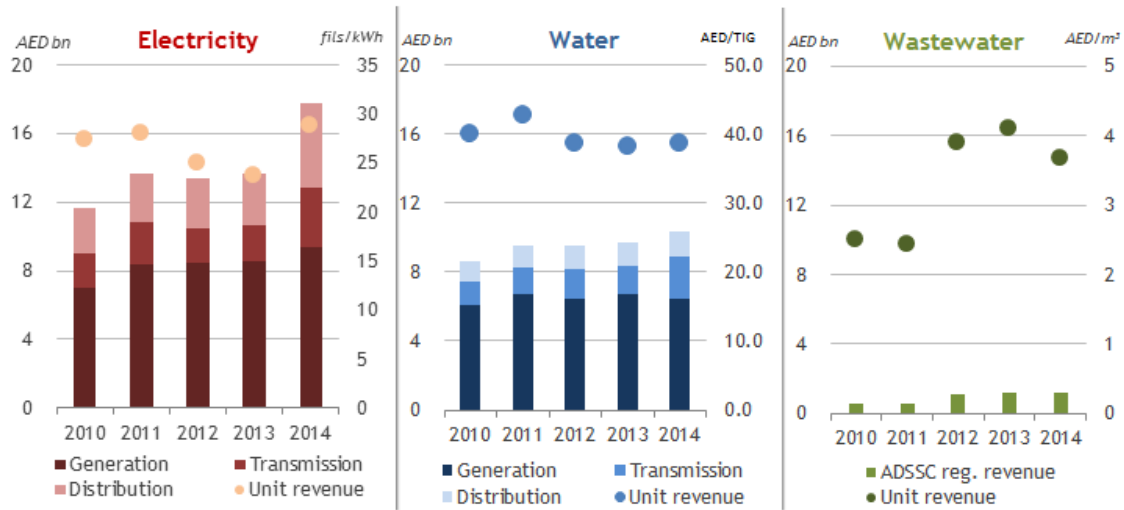 AED bn Electricity fils/kWh
20 35
16 30
12 25
8 20
4 15
0 10
5
0
2010 2011 2012 2013 2014
Generation Transmission
Distribution Unit revenue
AED bn Water AED/TIG
20 50.0
16 40.0
12 30.0
8 20.0
4 10.0
0 0.0
2010 2011 2012 2013 2014
Generation Transmission
Distribution Unit revenue
AED bn Wastewater AED/m³
20 5
16 4
12 3
8 2
4 1
0 0
2010 2011 2012 2013 2014
ADSSC reg. revenue
Unit revenue